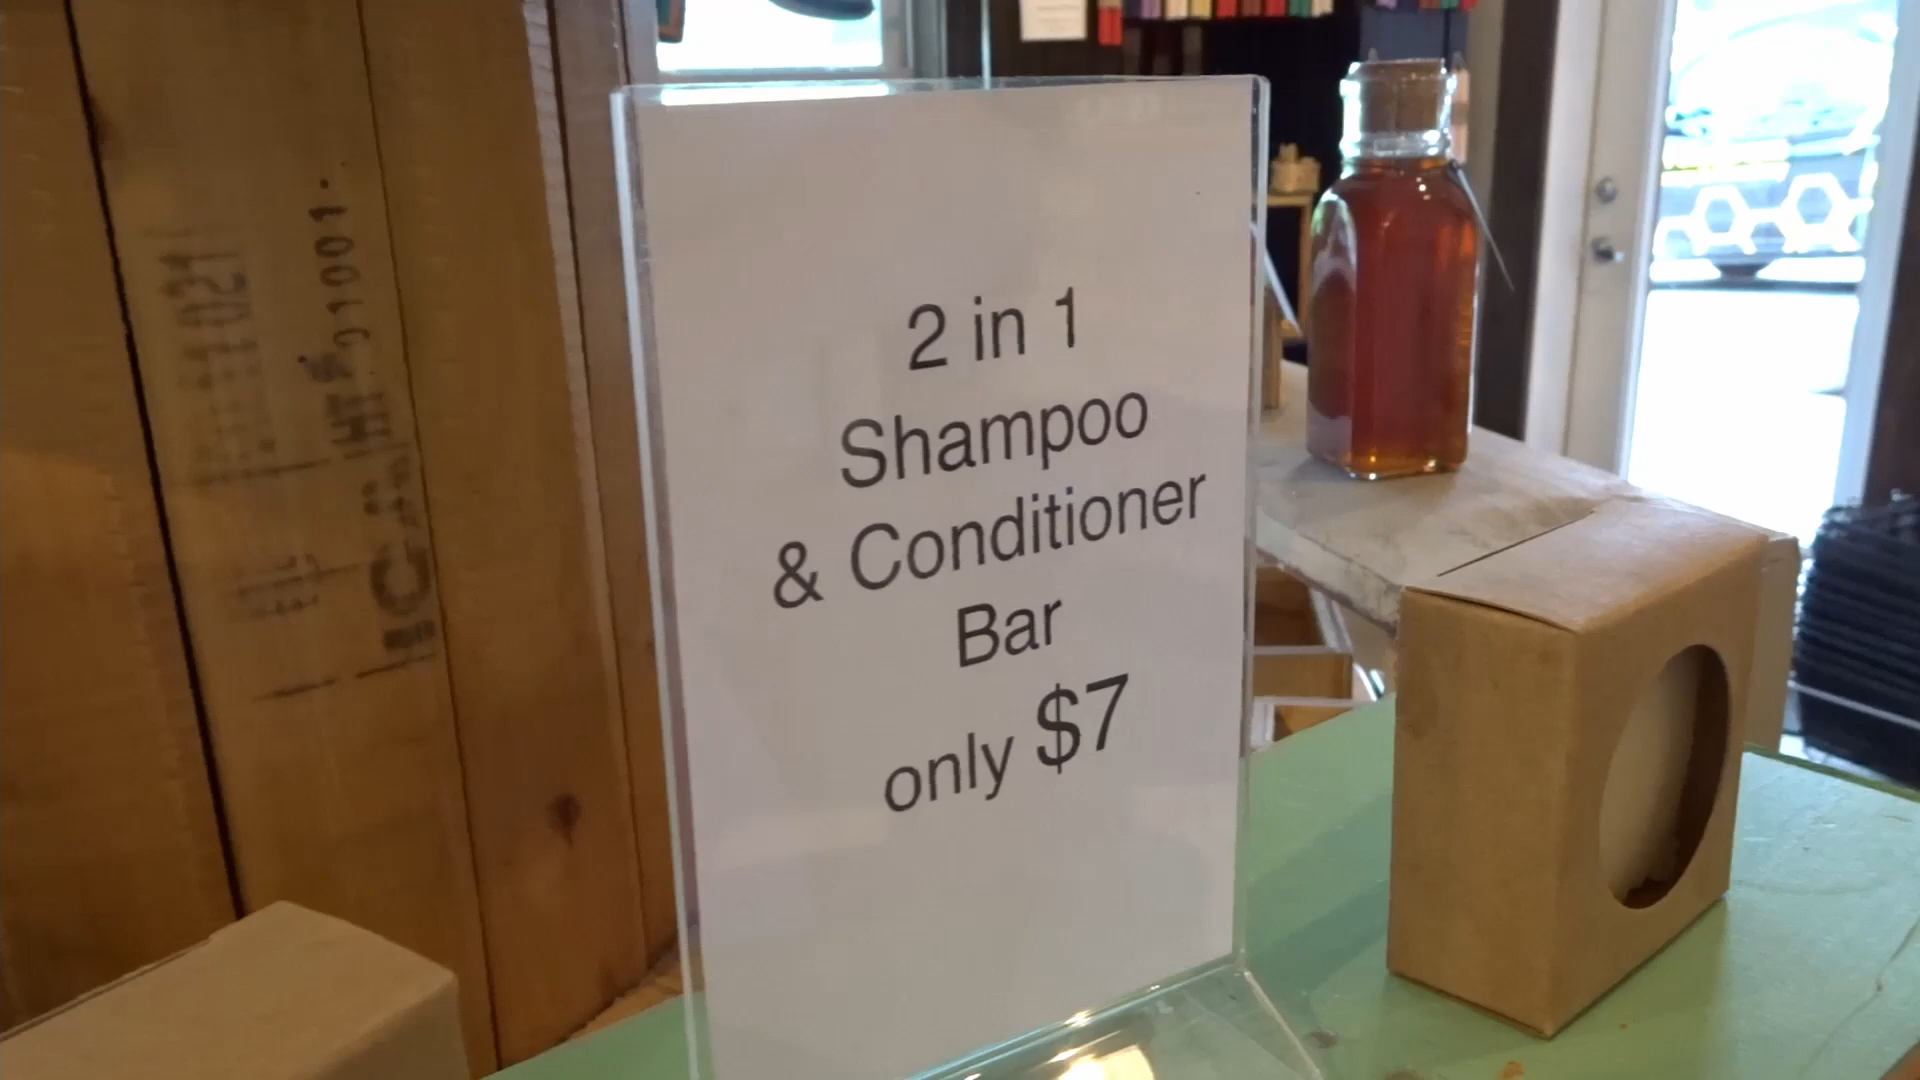 2 in 1
Shampoo
& Conditioner
Bar
only $7